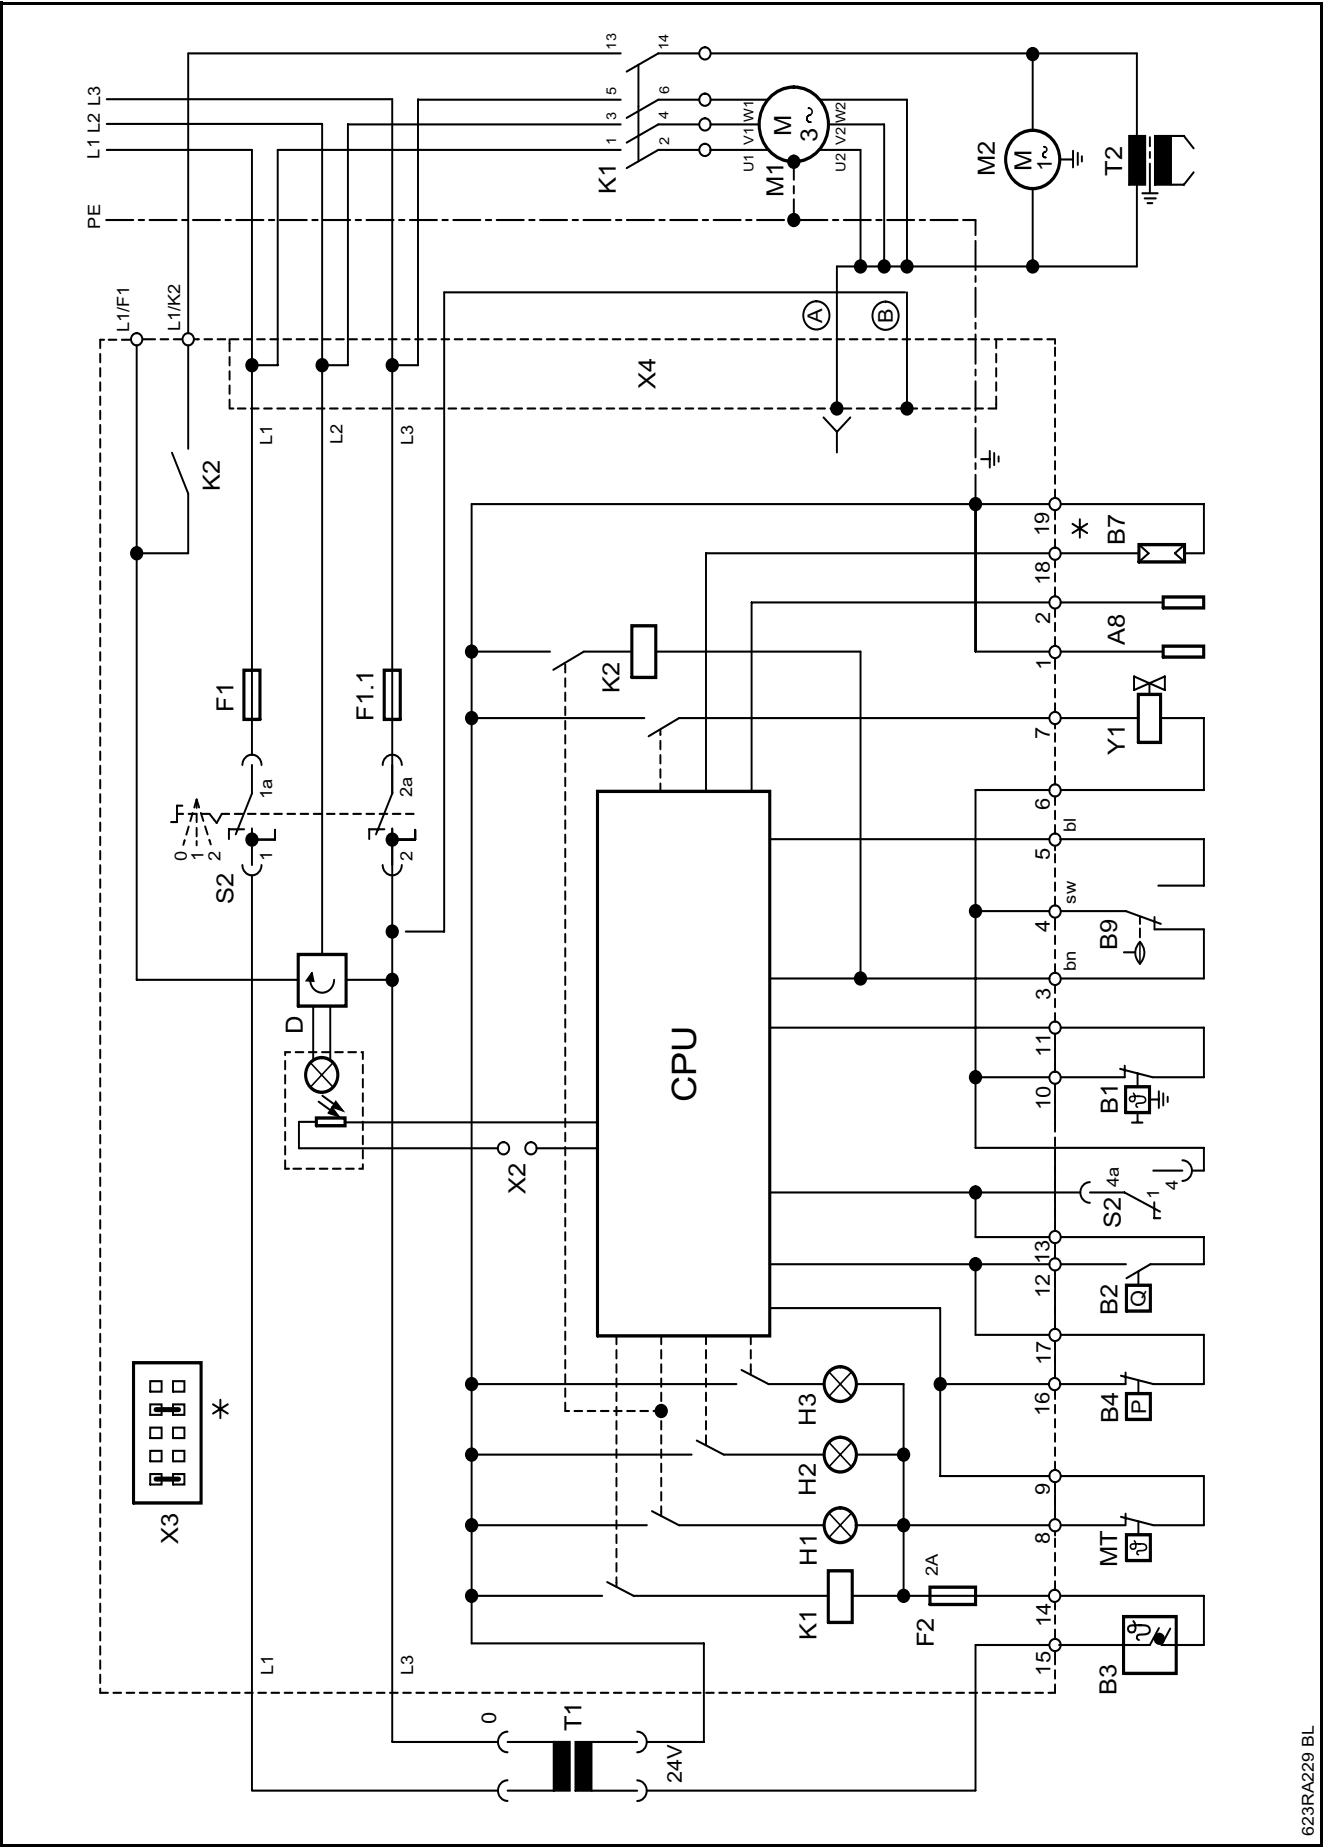 L1 L2 L3
PE
L1/F1
L1/K2
13
14
5
6
3
4
1
2
K1
U1 V1 W1
M
3 ~
M1
U2 V2 W2
M2
M
1~
T2
A
B
X4
L1
L2
L3
K2
F1
F1.1
1a
2a
0
1
2
S2
1
2
D
K2
X2
CPU
19
18
2
1
7
6
5
4
3
11
10
13
12
17
16
9
8
14
15
*
B7
A8
Y1
bl
sw
bn
B9
B1
ϑ
4a
S2
1
4
B2
Q
B4
P
MT
ϑ
B3
ϑ
H3
H2
H1
K1
F2
2A
X3
*
L1
L3
0
T1
24V
623RA229 BL